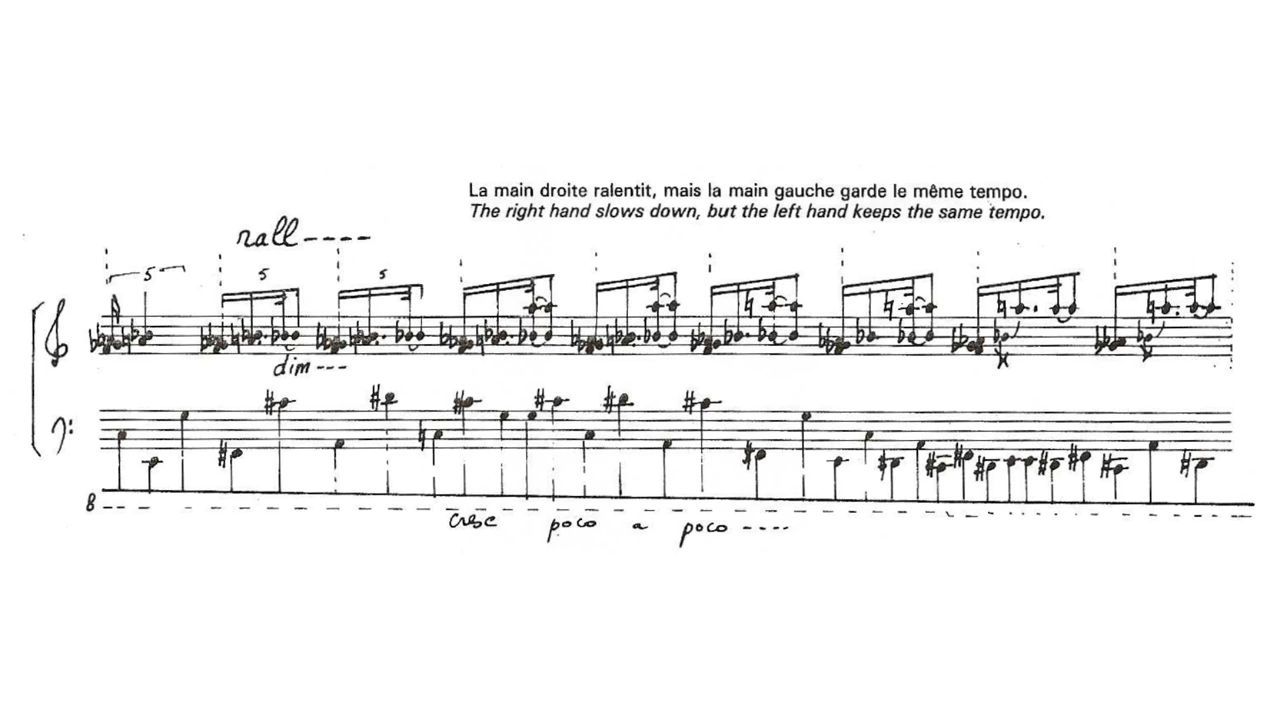 La main droite ralentit, mais la main gauche garde le même tempo.
The right hand slows down, but the left hand keeps the same tempo.
rall----
5 5 5
dim---
8---
cresc poco a poco ----